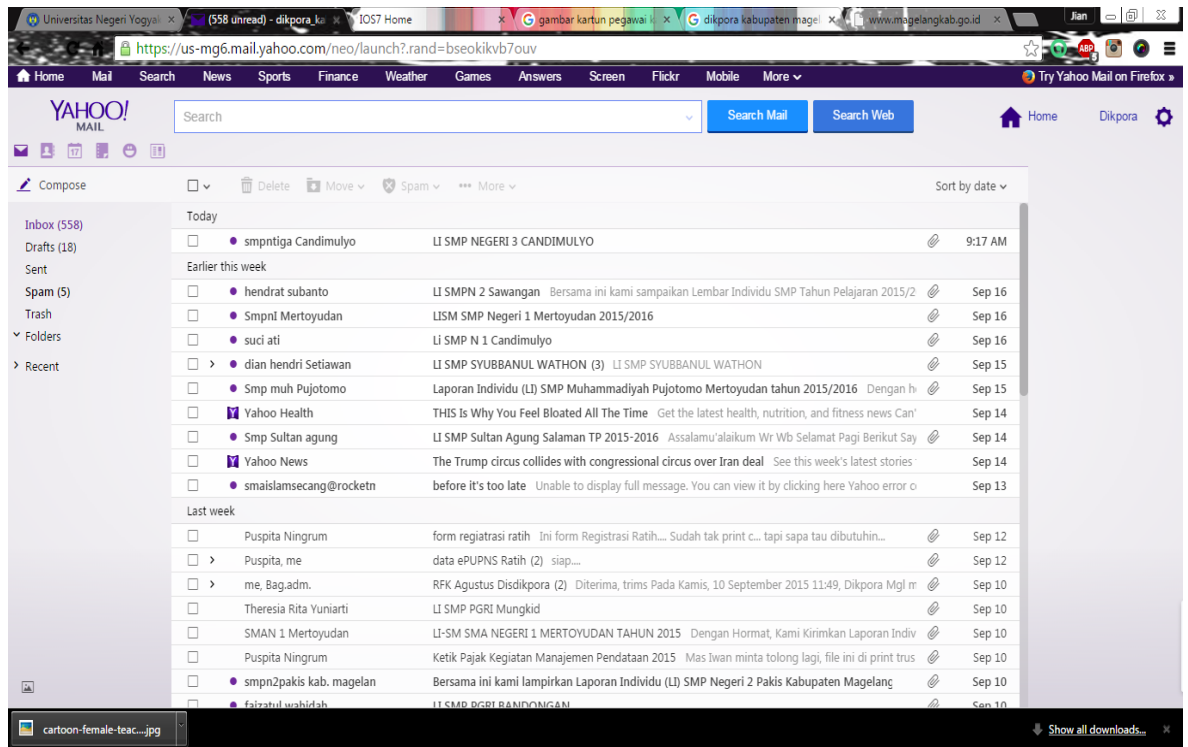 Universitas Negeri Yogyal × (558 unread) - dikpora_ka × IOS7 Home × gambar kartun pegawai k × dikpora kabupaten magel × www.magelangkab.go.id × Jian
https://us-mg6.mail.yahoo.com/neo/launch?.rand=bseokikvb7ouv
Home Mail Search News Sports Finance Weather Games Answers Screen Flickr Mobile More Try Yahoo Mail on Firefox »
YAHOO! MAIL Search Search Mail Search Web Home Dikpora
Compose Delete Move Spam More Sort by date
Inbox (558)
Drafts (18)
Sent
Spam (5)
Trash
Folders
Recent
Today
smpntiga Candimulyo LI SMP NEGERI 3 CANDIMULYO 9:17 AM
Earlier this week
hendrat subanto LI SMPN 2 Sawangan Bersama ini kami sampaikan Lembar Individu SMP Tahun Pelajaran 2015/2 Sep 16
SmpnI Mertoyudan LISM SMP Negeri 1 Mertoyudan 2015/2016 Sep 16
suci ati Li SMP N 1 Candimulyo Sep 16
dian hendri Setiawan LI SMP SYUBBANUL WATHON (3) LI SMP SYUBBANUL WATHON Sep 15
Smp muh Pujotomo Laporan Individu (LI) SMP Muhammadiyah Pujotomo Mertoyudan tahun 2015/2016 Dengan h Sep 15
Yahoo Health THIS Is Why You Feel Bloated All The Time Get the latest health, nutrition, and fitness news Can' Sep 14
Smp Sultan agung LI SMP Sultan Agung Salaman TP 2015-2016 Assalamu'alaikum Wr Wb Selamat Pagi Berikut Say Sep 14
Yahoo News The Trump circus collides with congressional circus over Iran deal See this week's latest stories Sep 14
smaislamsecang@rocketn before it's too late Unable to display full message. You can view it by clicking here Yahoo error c Sep 13
Last week
Puspita Ningrum form regiatrasi ratih Ini form Registrasi Ratih.... Sudah tak print c... tapi sapa tau dibutuhin... Sep 12
Puspita, me data ePUPNS Ratih (2) siap.... Sep 12
me, Bag.adm. RFK Agustus Disdikpora (2) Diterima, trims Pada Kamis, 10 September 2015 11:49, Dikpora Mgl m Sep 10
Theresia Rita Yuniarti LI SMP PGRI Mungkid Sep 10
SMAN 1 Mertoyudan LI-SM SMA NEGERI 1 MERTOYUDAN TAHUN 2015 Dengan Hormat, Kami Kirimkan Laporan Indiv Sep 10
Puspita Ningrum Ketik Pajak Kegiatan Manajemen Pendataan 2015 Mas Iwan minta tolong lagi, file ini di print trus Sep 10
smpn2pakis kab. magelan Bersama ini kami lampirkan Laporan Individu (LI) SMP Negeri 2 Pakis Kabupaten Magelang Sep 10
faizatul wahidah LI SMP PGRI BANDONGAN Sep 10
cartoon-female-teac....jpg Show all downloads...